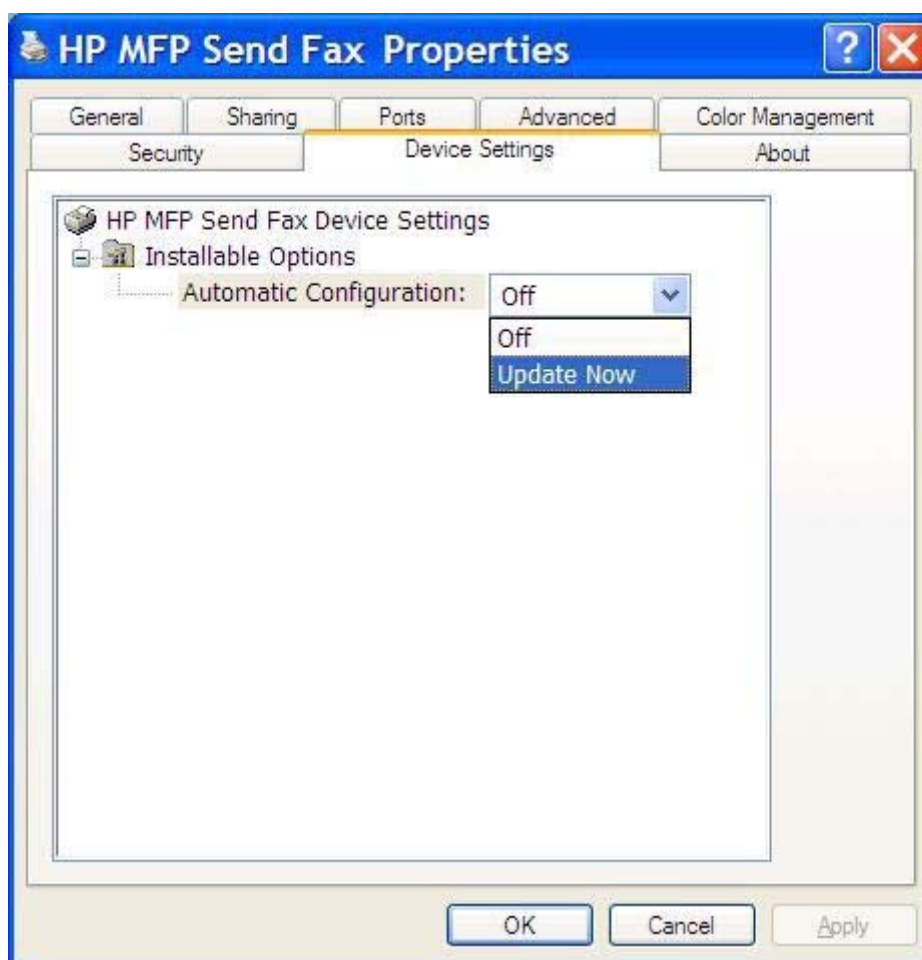 HP MFP Send Fax Properties
General Sharing Ports Advanced Color Management
Security Device Settings About
HP MFP Send Fax Device Settings
Installable Options
Automatic Configuration: Off
Off
Update Now
OK Cancel Apply